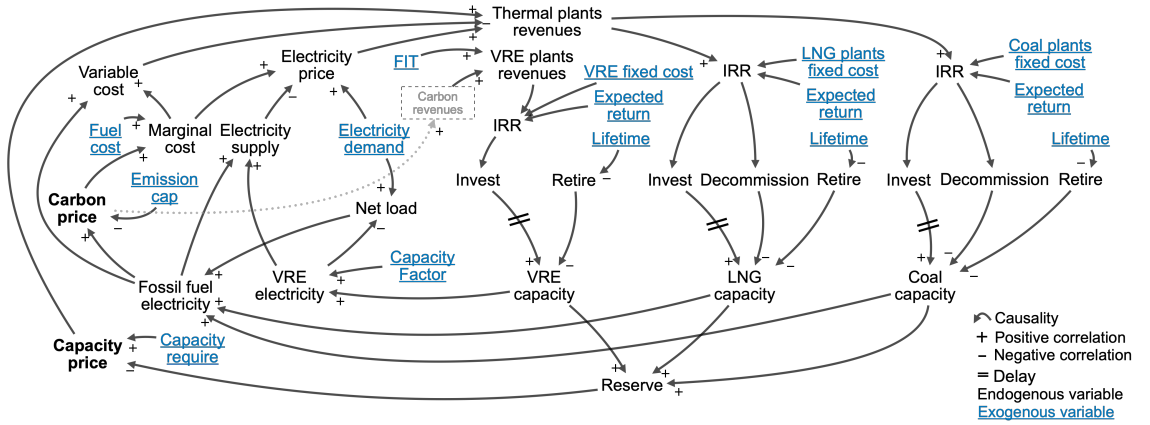 Thermal plants
revenues
Electricity
price
FIT
VRE plants
revenues
Variable
cost
Carbon
revenues
VRE fixed cost
Expected
return
IRR
LNG plants
fixed cost
Expected
return
IRR
Coal plants
fixed cost
Expected
return
Fuel
cost
Marginal
cost
Electricity
supply
Electricity
demand
IRR
Lifetime
Lifetime
Lifetime
Emission
cap
Carbon
price
Invest
Retire
Invest
Decommission
Retire
Invest
Decommission
Retire
Net load
Capacity
Factor
Fossil fuel
electricity
VRE
electricity
VRE
capacity
LNG
capacity
Coal
capacity
Capacity
price
Capacity
require
Reserve
Causality
+ Positive correlation
− Negative correlation
= Delay
Endogenous variable
Exogenous variable